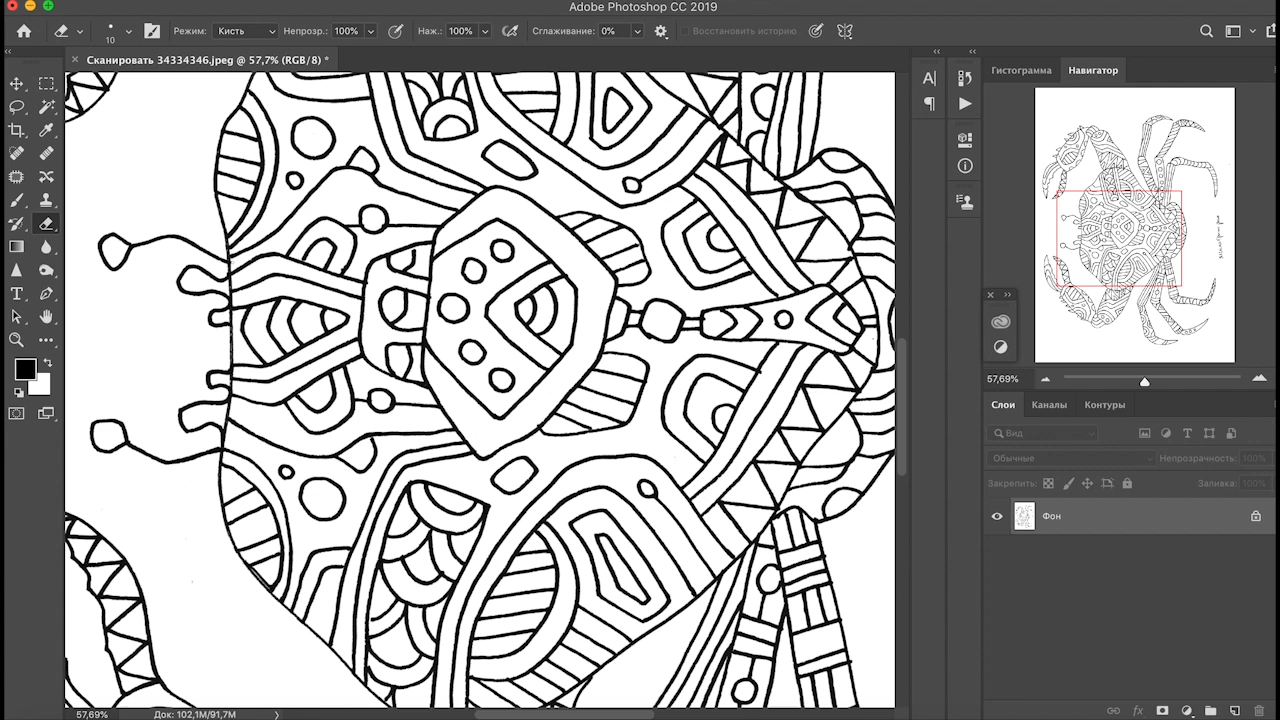 Adobe Photoshop CC 2019
10
Режим: Кисть Непрозр.: 100% Наж.: 100% Сглаживание: 0% Восстановить историю
Сканировать 34334346.jpeg @ 57,7% (RGB/8) *
Гистограмма Навигатор
57,69%
Слои Каналы Контуры
Вид
Обычные Непрозрачность: 100%
Закрепить: Заливка: 100%
Фон
57,69% Док: 102,1M/91,7M